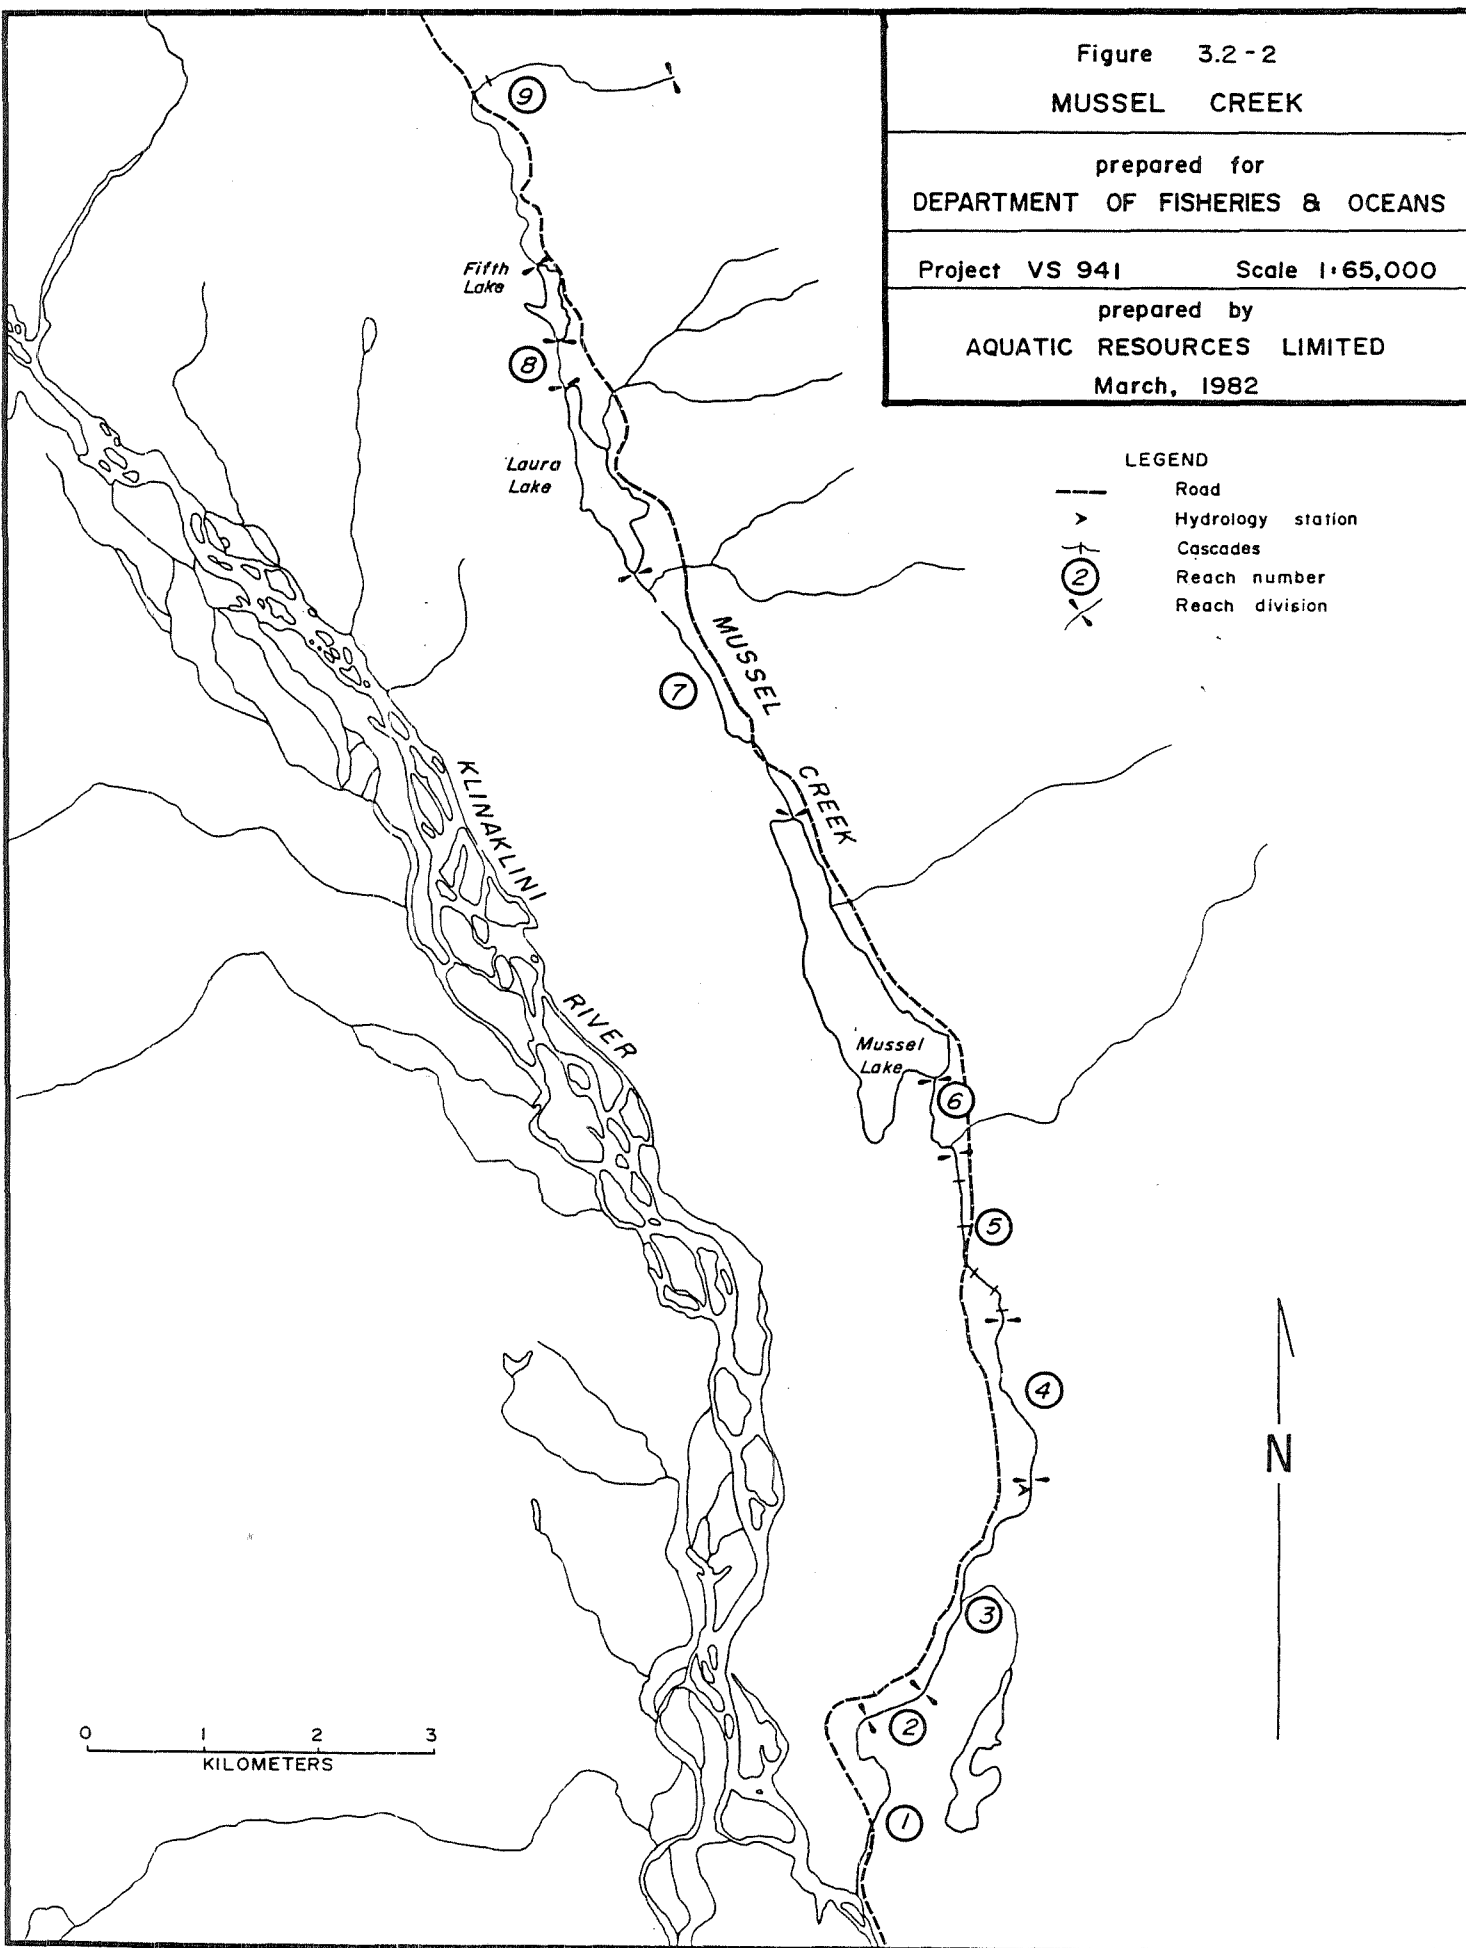 Figure 3.2-2
MUSSEL CREEK
prepared for
DEPARTMENT OF FISHERIES & OCEANS
Project VS 941 Scale 1:65,000
prepared by
AQUATIC RESOURCES LIMITED
March, 1982
LEGEND
Road
Hydrology station
Cascades
2 Reach number
Reach division
9
Fifth
Lake
8
Laura
Lake
7
MUSSEL CREEK
KLINAKLINI RIVER
Mussel
Lake
6
5
4
N
3
2
1
0 1 2 3
KILOMETERS